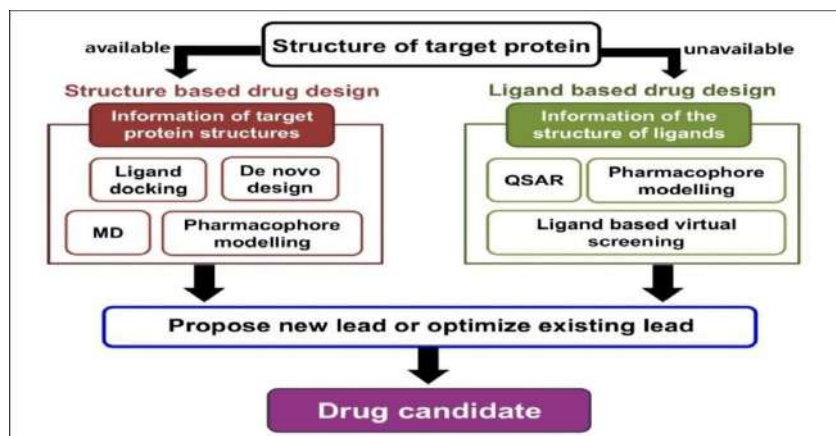 available
Structure of target protein
unavailable
Structure based drug design
Information of target
protein structures
Ligand
docking
De novo
design
MD
Pharmacophore
modelling
Ligand based drug design
Information of the
structure of ligands
QSAR
Pharmacophore
modelling
Ligand based virtual
screening
Propose new lead or optimize existing lead
Drug candidate